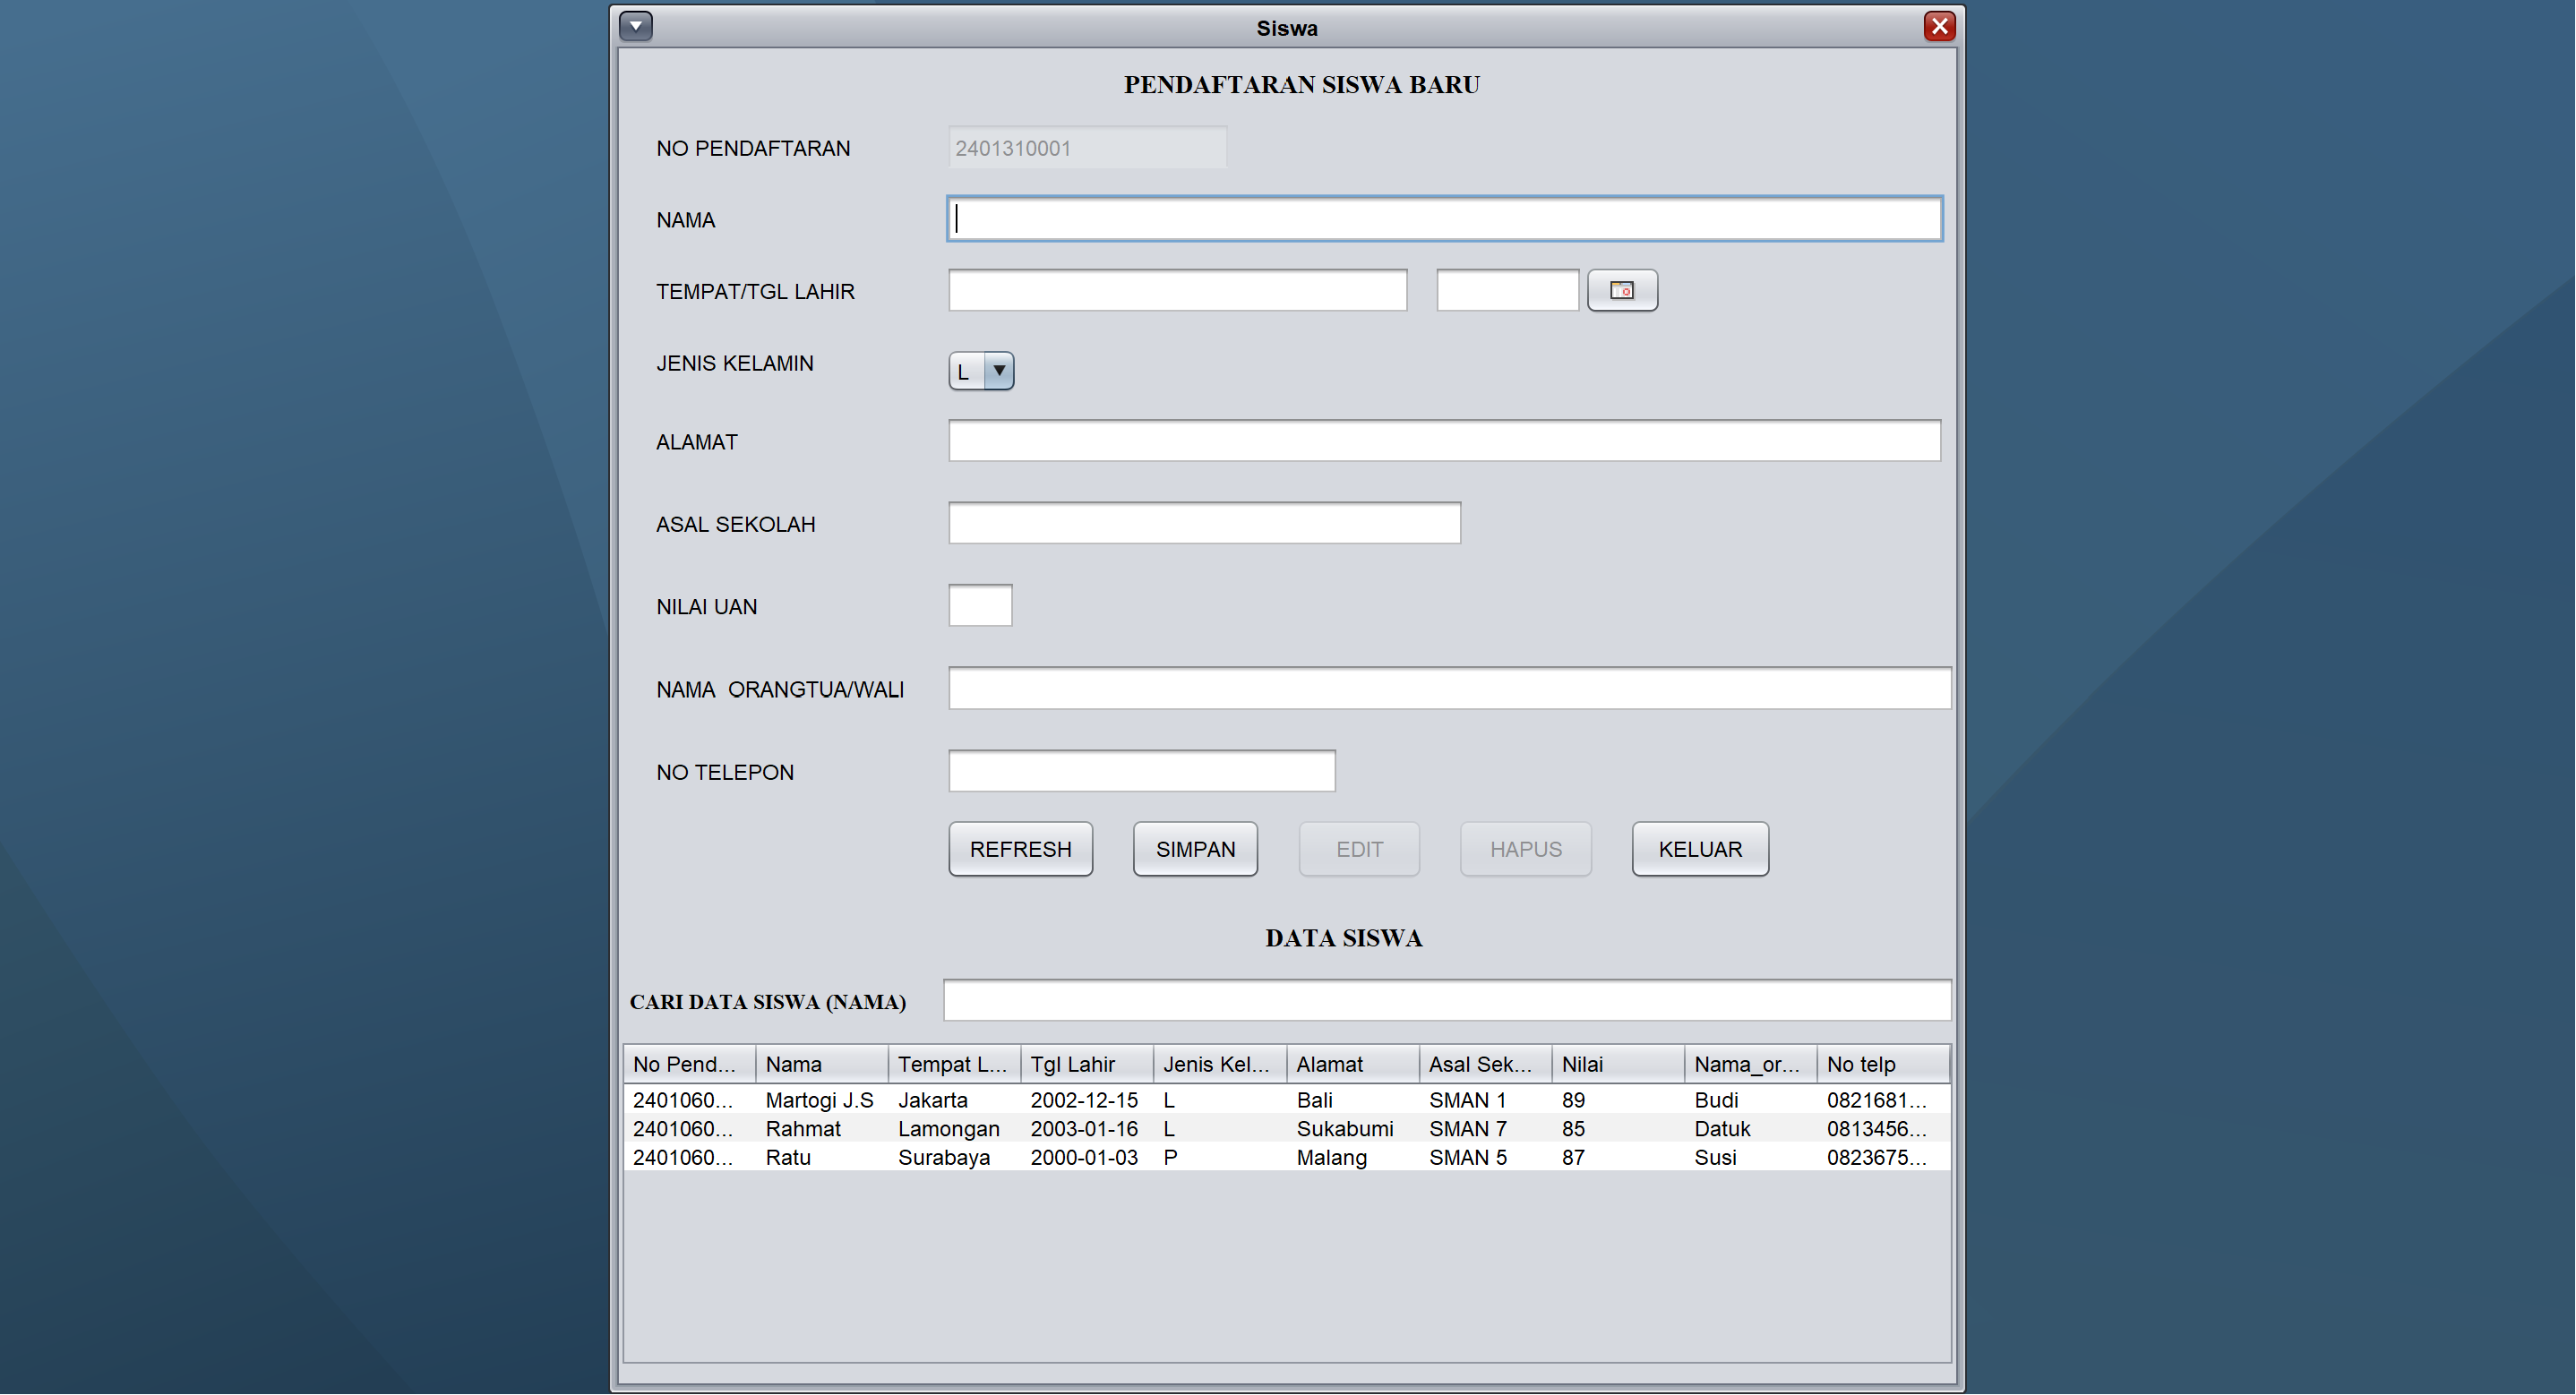 Siswa
PENDAFTARAN SISWA BARU
NO PENDAFTARAN 2401310001
NAMA
TEMPAT/TGL LAHIR
JENIS KELAMIN L
ALAMAT
ASAL SEKOLAH
NILAI UAN
NAMA ORANGTUA/WALI
NO TELEPON
REFRESH SIMPAN EDIT HAPUS KELUAR
DATA SISWA
CARI DATA SISWA (NAMA)
No Pend... Nama Tempat L... Tgl Lahir Jenis Kel... Alamat Asal Sek... Nilai Nama_or... No telp
2401060... Martogi J.S Jakarta 2002-12-15 L Bali SMAN 1 89 Budi 0821681...
2401060... Rahmat Lamongan 2003-01-16 L Sukabumi SMAN 7 85 Datuk 0813456...
2401060... Ratu Surabaya 2000-01-03 P Malang SMAN 5 87 Susi 0823675...